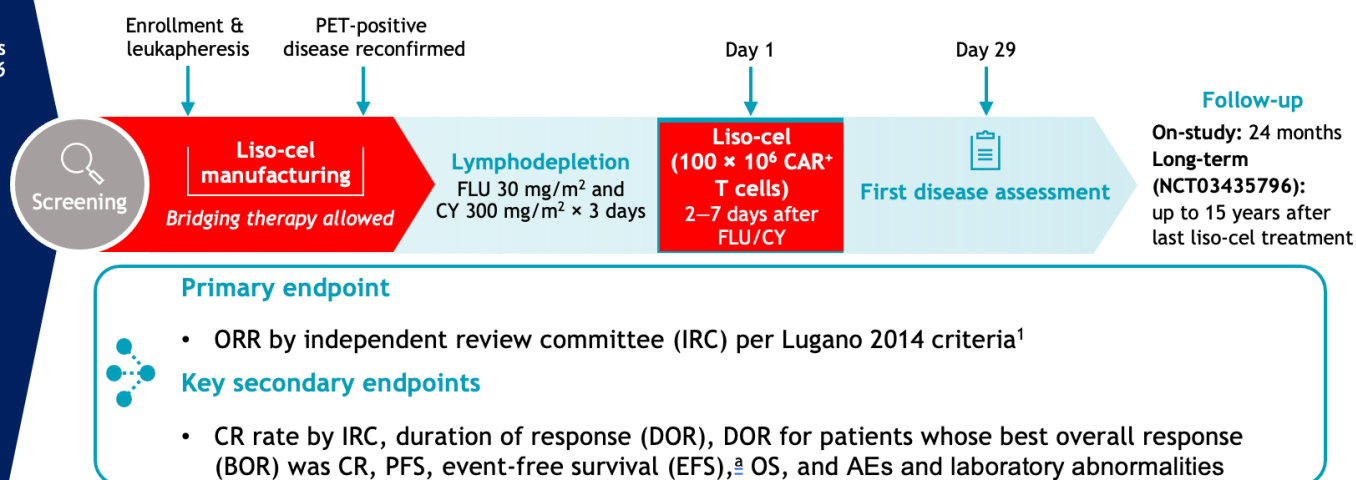 s
6
Enrollment &
leukapheresis
PET-positive
disease reconfirmed
Day 1
Day 29
Screening
Liso-cel
manufacturing
Bridging therapy allowed
Lymphodepletion
FLU 30 mg/m² and
CY 300 mg/m² × 3 days
Liso-cel
(100 × 10⁶ CAR⁺
T cells)
2–7 days after
FLU/CY
First disease assessment
Follow-up
On-study: 24 months
Long-term
(NCT03435796):
up to 15 years after
last liso-cel treatment
Primary endpoint
• ORR by independent review committee (IRC) per Lugano 2014 criteria¹
Key secondary endpoints
• CR rate by IRC, duration of response (DOR), DOR for patients whose best overall response
(BOR) was CR, PFS, event-free survival (EFS),ª OS, and AEs and laboratory abnormalities